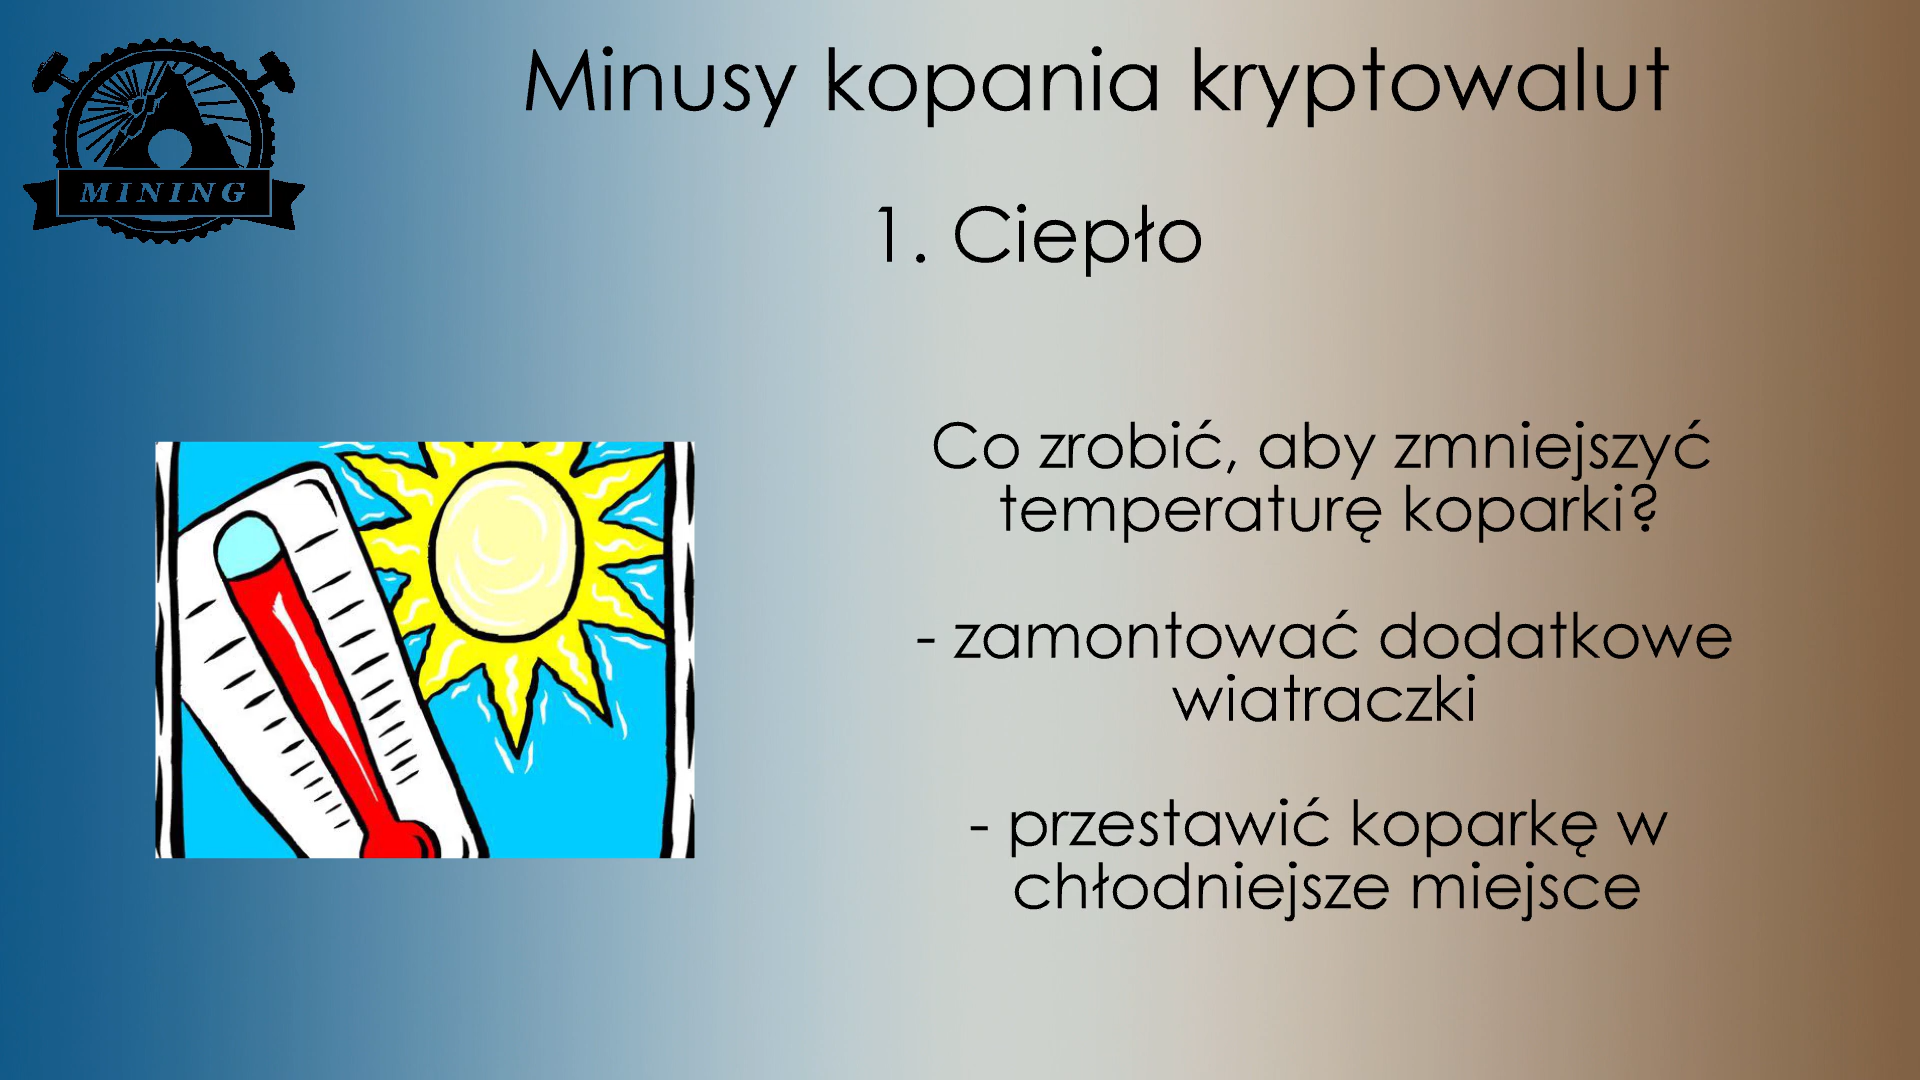 MINING
Minusy kopania kryptowalut
1. Ciepło
Co zrobić, aby zmniejszyć
temperaturę koparki?
- zamontować dodatkowe
wiatraczki
- przestawić koparkę w
chłodniejsze miejsce